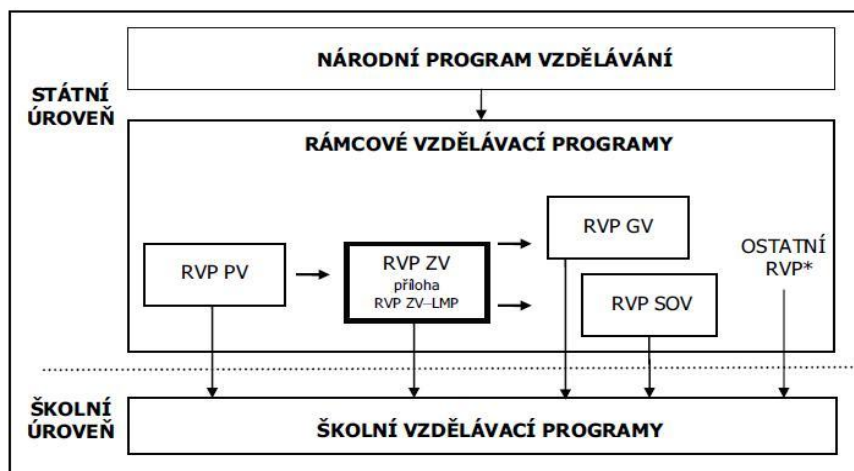 NÁRODNÍ PROGRAM VZDĚLÁVÁNÍ
STÁTNÍ
ÚROVEŇ
RÁMCOVÉ VZDĚLÁVACÍ PROGRAMY
RVP PV
RVP ZV
příloha
RVP ZV–LMP
RVP GV
RVP SOV
OSTATNÍ
RVP*
ŠKOLNÍ
ÚROVEŇ
ŠKOLNÍ VZDĚLÁVACÍ PROGRAMY